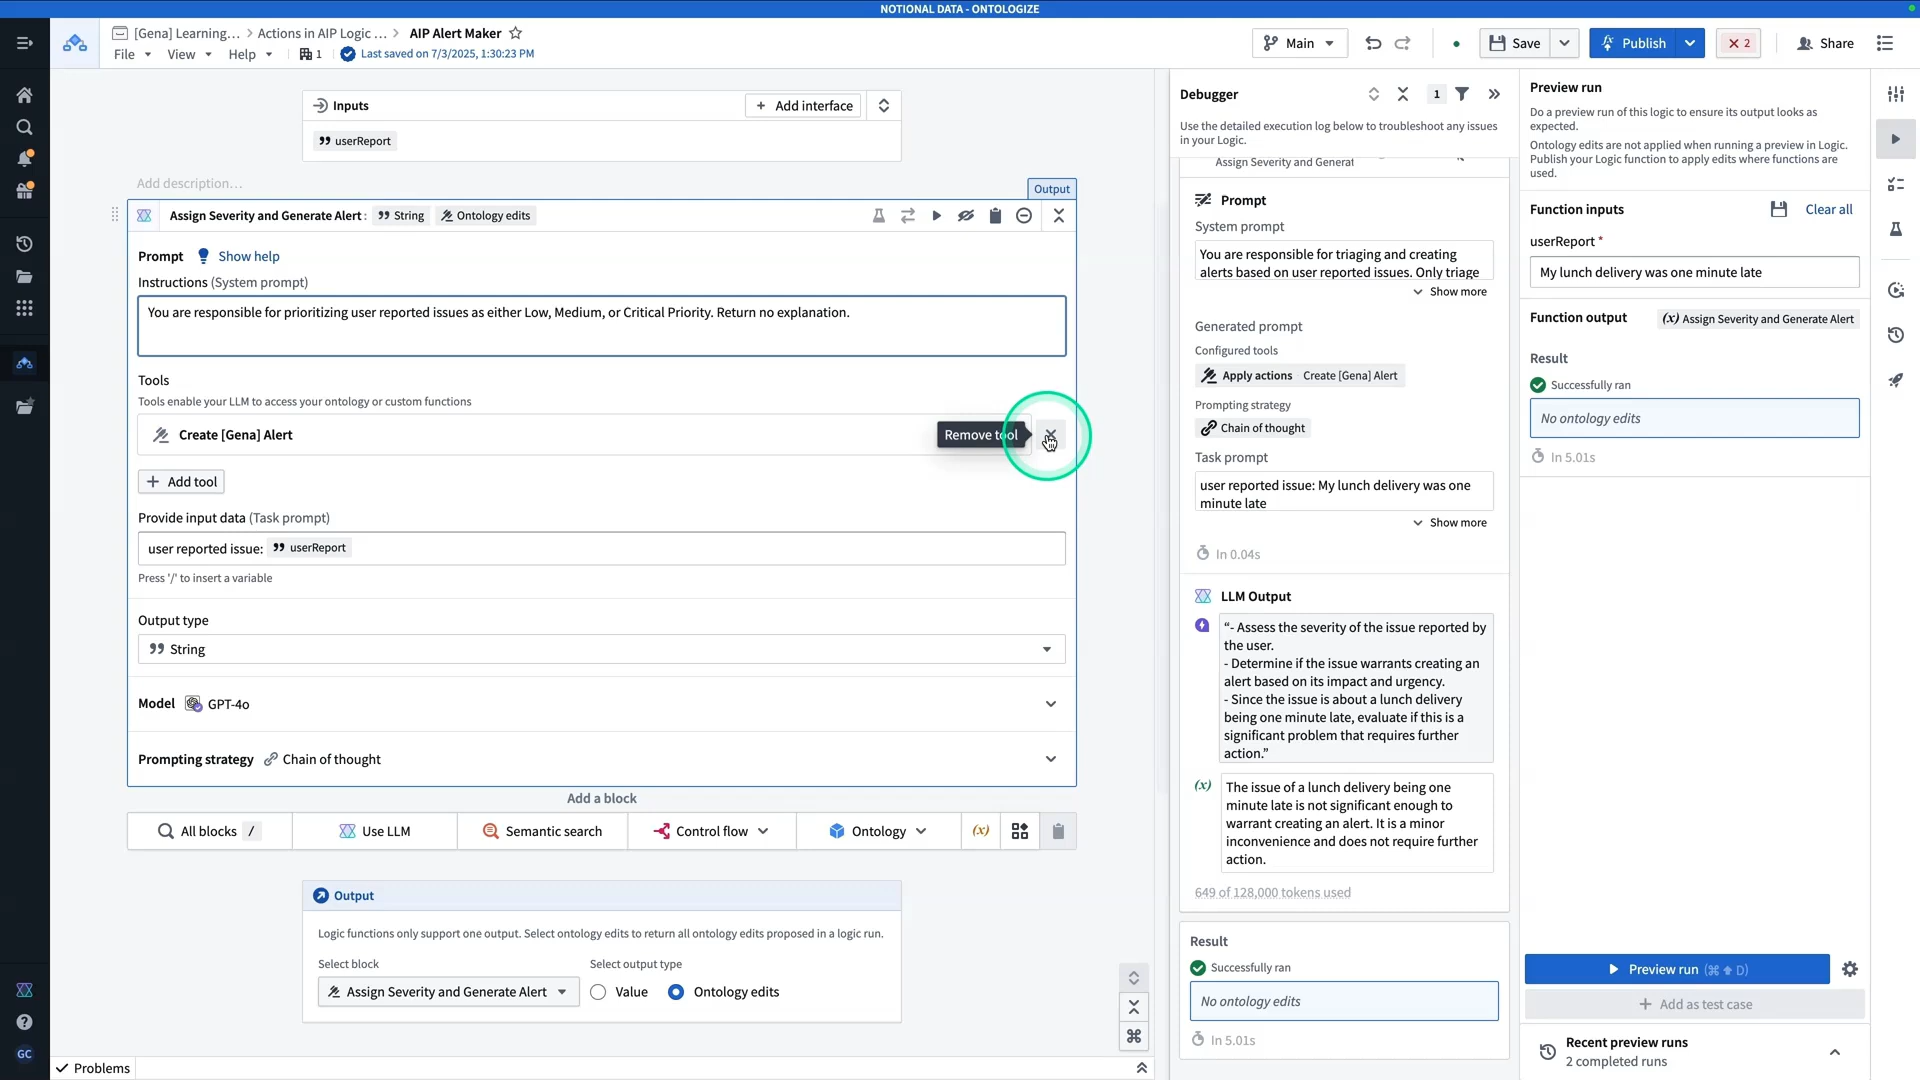 NOTIONAL DATA - ONTOLOGIZE
[Gena] Learning... > Actions in AIP Logic ... > AIP Alert Maker
File View Help 1 Last saved on 7/3/2025, 1:30:23 PM
Main
Save
Publish
2
Share
Inputs
Add interface
userReport
Add description...
Output
Assign Severity and Generate Alert : String Ontology edits
Prompt Show help
Instructions (System prompt)
You are responsible for prioritizing user reported issues as either Low, Medium, or Critical Priority. Return no explanation.
Tools
Tools enable your LLM to access your ontology or custom functions
Create [Gena] Alert
Remove tool
Add tool
Provide input data (Task prompt)
user reported issue: userReport
Press '/' to insert a variable
Output type
String
Model GPT-4o
Prompting strategy Chain of thought
Add a block
All blocks /
Use LLM
Semantic search
Control flow
Ontology
(x)
Output
Logic functions only support one output. Select ontology edits to return all ontology edits proposed in a logic run.
Select block
Select output type
Assign Severity and Generate Alert
Value
Ontology edits
Problems
GC
Debugger
1
Use the detailed execution log below to troubleshoot any issues
in your Logic.
Assign Severity and Generat
Prompt
System prompt
You are responsible for triaging and creating
alerts based on user reported issues. Only triage
Show more
Generated prompt
Configured tools
Apply actions Create [Gena] Alert
Prompting strategy
Chain of thought
Task prompt
user reported issue: My lunch delivery was one
minute late
Show more
In 0.04s
LLM Output
“- Assess the severity of the issue reported by
the user.
- Determine if the issue warrants creating an
alert based on its impact and urgency.
- Since the issue is about a lunch delivery
being one minute late, evaluate if this is a
significant problem that requires further
action.”
(x)
The issue of a lunch delivery being one
minute late is not significant enough to
warrant creating an alert. It is a minor
inconvenience and does not require further
action.
649 of 128,000 tokens used
Result
Successfully ran
No ontology edits
In 5.01s
Preview run
Do a preview run of this logic to ensure its output looks as
expected.
Ontology edits are not applied when running a preview in Logic.
Publish your Logic function to apply edits where functions are
used.
Function inputs
Clear all
userReport *
My lunch delivery was one minute late
Function output
(x) Assign Severity and Generate Alert
Result
Successfully ran
No ontology edits
In 5.01s
Preview run (⌘⇧D)
Add as test case
Recent preview runs
2 completed runs